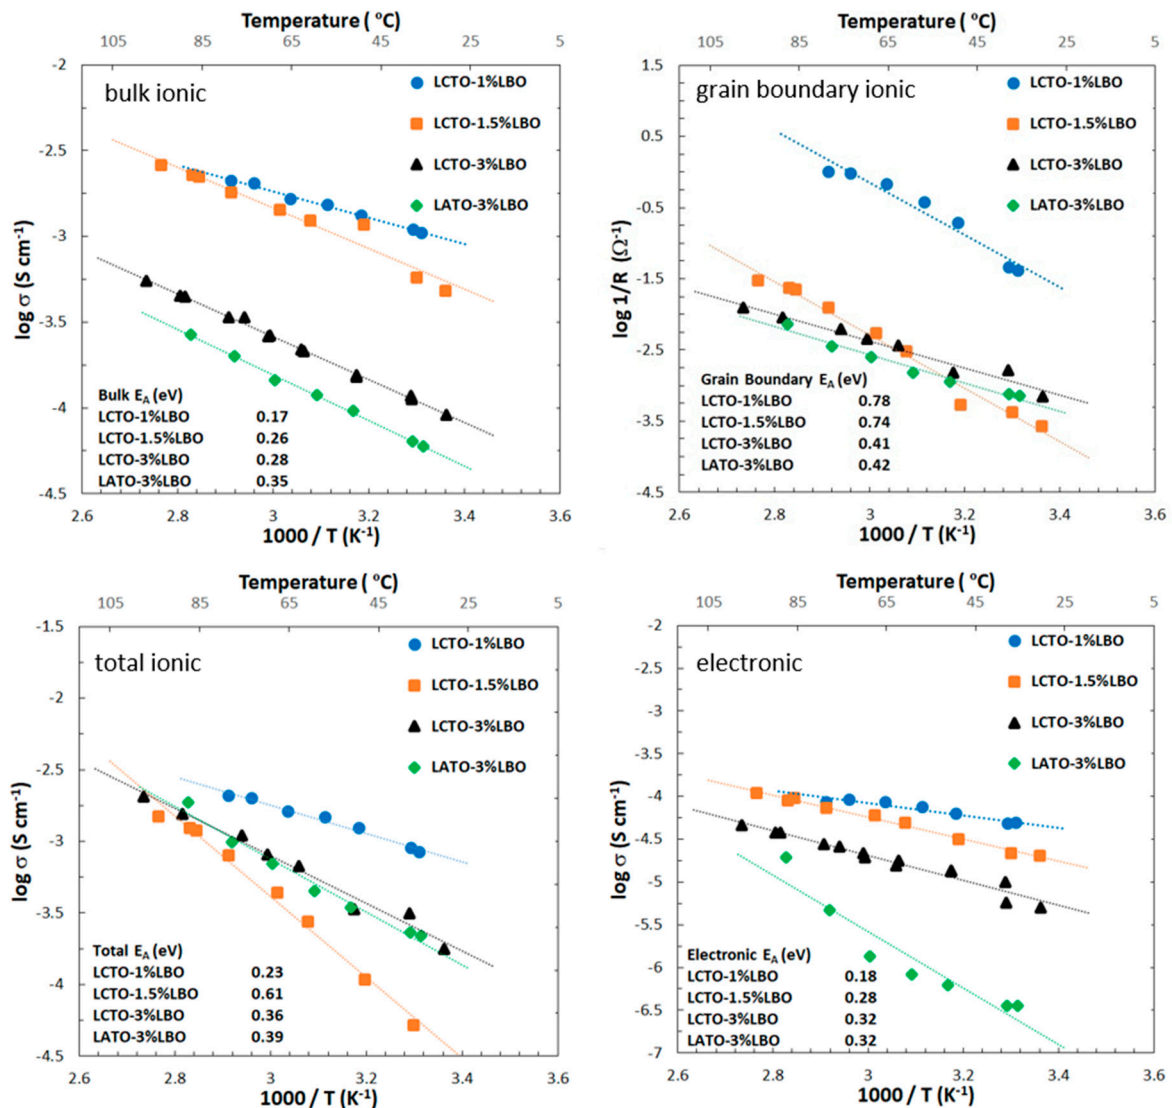 Temperature ( °C)
105 85 65 45 25 5
bulk ionic
LCTO-1%LBO
LCTO-1.5%LBO
LCTO-3%LBO
LATO-3%LBO
-2
-2.5
-3
-3.5
-4
-4.5
log σ (S cm⁻¹)
Bulk E_A (eV)
LCTO-1%LBO 0.17
LCTO-1.5%LBO 0.26
LCTO-3%LBO 0.28
LATO-3%LBO 0.35
2.6 2.8 3 3.2 3.4 3.6
1000 / T (K⁻¹)
Temperature ( °C)
105 85 65 45 25 5
grain boundary ionic
LCTO-1%LBO
LCTO-1.5%LBO
LCTO-3%LBO
LATO-3%LBO
1.5
0.5
-0.5
-1.5
-2.5
-3.5
-4.5
log 1/R (Ω⁻¹)
Grain Boundary E_A (eV)
LCTO-1%LBO 0.78
LCTO-1.5%LBO 0.74
LCTO-3%LBO 0.41
LATO-3%LBO 0.42
2.6 2.8 3 3.2 3.4 3.6
1000 / T (K⁻¹)
Temperature ( °C)
105 85 65 45 25 5
total ionic
LCTO-1%LBO
LCTO-1.5%LBO
LCTO-3%LBO
LATO-3%LBO
-1.5
-2
-2.5
-3
-3.5
-4
-4.5
log σ (S cm⁻¹)
Total E_A (eV)
LCTO-1%LBO 0.23
LCTO-1.5%LBO 0.61
LCTO-3%LBO 0.36
LATO-3%LBO 0.39
2.6 2.8 3 3.2 3.4 3.6
1000 / T (K⁻¹)
Temperature ( °C)
105 85 65 45 25 5
electronic
LCTO-1%LBO
LCTO-1.5%LBO
LCTO-3%LBO
LATO-3%LBO
-2
-2.5
-3
-3.5
-4
-4.5
-5
-5.5
-6
-6.5
-7
log σ (S cm⁻¹)
Electronic E_A (eV)
LCTO-1%LBO 0.18
LCTO-1.5%LBO 0.28
LCTO-3%LBO 0.32
LATO-3%LBO 0.32
2.6 2.8 3 3.2 3.4 3.6
1000 / T (K⁻¹)